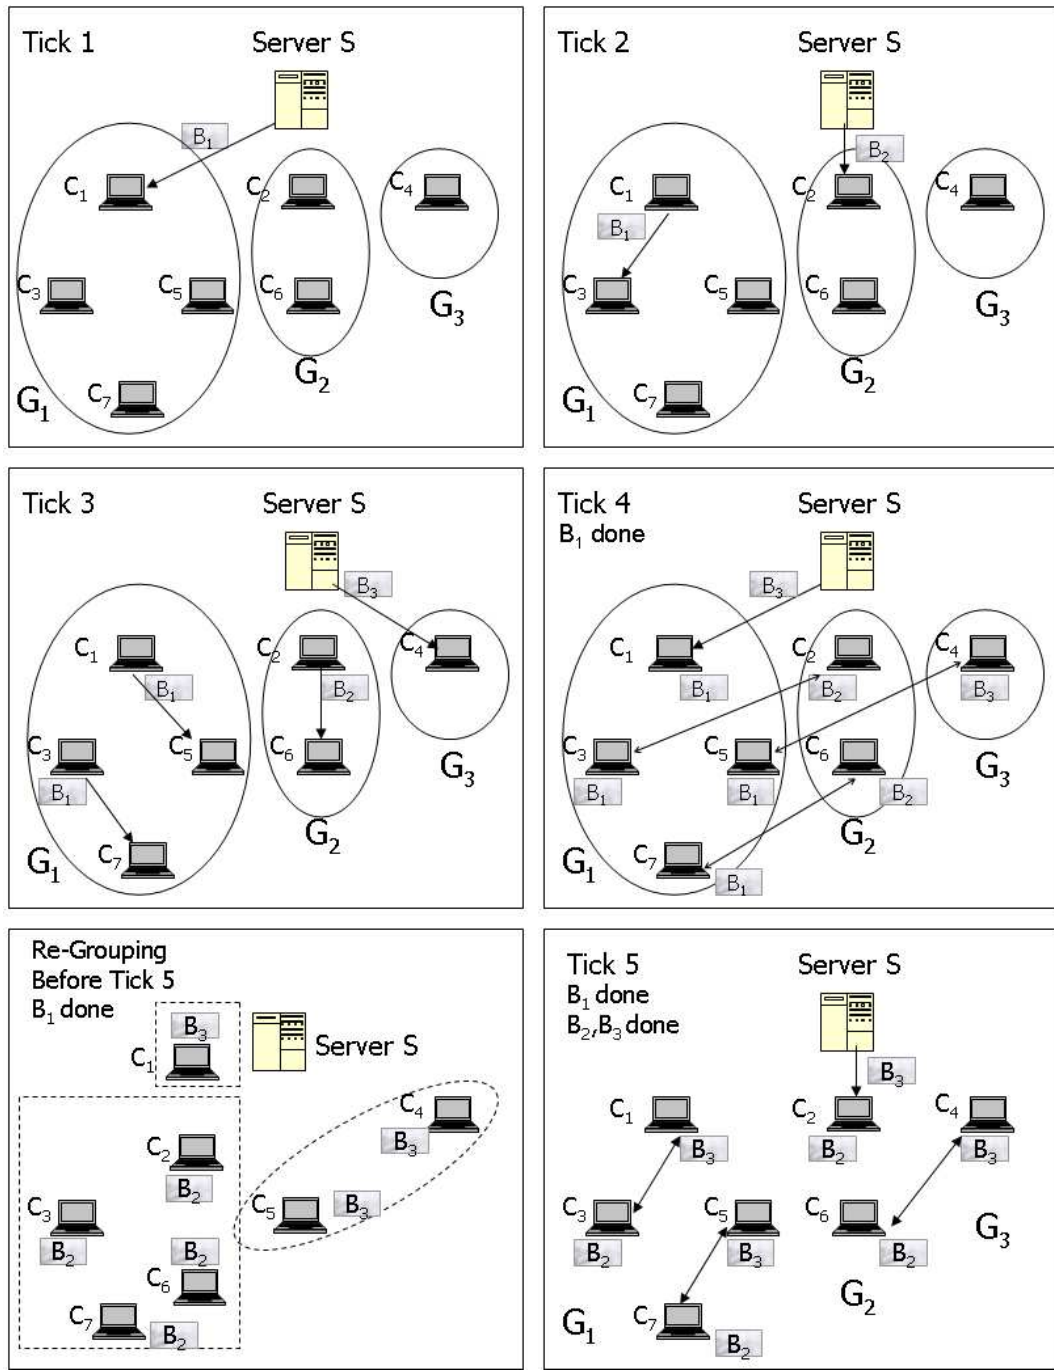 Tick 1
Server S
B₁
C₁
C₂
C₄
C₃
C₅
C₆
G₃
G₂
C₇
G₁
Tick 2
Server S
B₂
C₁
C₂
C₄
B₁
C₃
C₅
C₆
G₃
G₂
C₇
G₁
Tick 3
Server S
B₃
C₁
C₂
C₄
B₁
B₂
C₃
C₅
C₆
B₁
G₃
G₂
C₇
G₁
Tick 4
Server S
B₁ done
B₃
C₁
C₂
C₄
B₁
B₂
B₃
C₃
C₅
C₆
G₃
B₁
B₁
B₂
G₂
C₇
G₁
B₁
Re-Grouping
Before Tick 5
B₁ done
B₃
Server S
C₁
C₄
B₃
C₂
B₂
C₃
C₅
B₃
B₂
B₂
C₆
C₇
B₂
Tick 5
Server S
B₁ done
B₂,B₃ done
B₃
C₁
C₂
C₄
B₃
B₂
B₃
C₃
C₅
C₆
G₃
B₂
B₃
B₂
G₂
G₁
C₇
B₂